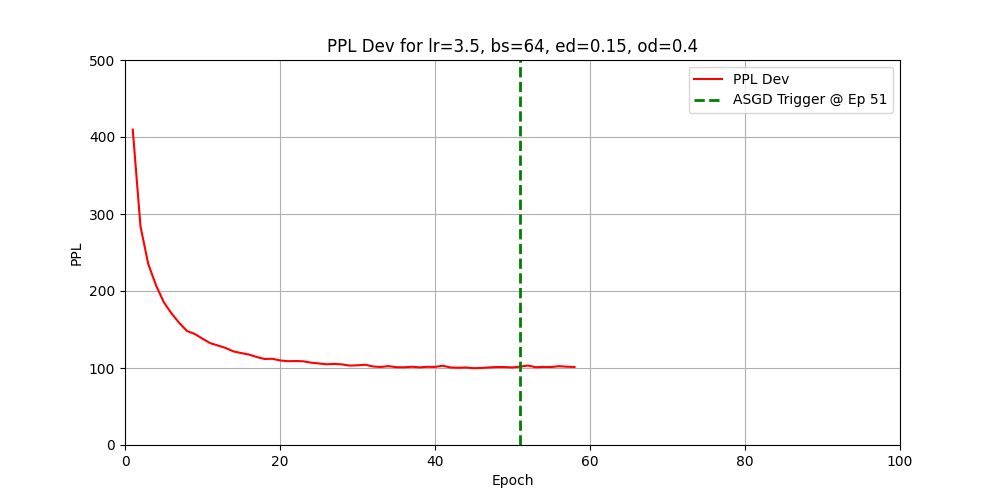 PPL Dev for lr=3.5, bs=64, ed=0.15, od=0.4
500
400
300
200
100
0
PPL
PPL Dev
ASGD Trigger @ Ep 51
0 20 40 60 80 100
Epoch